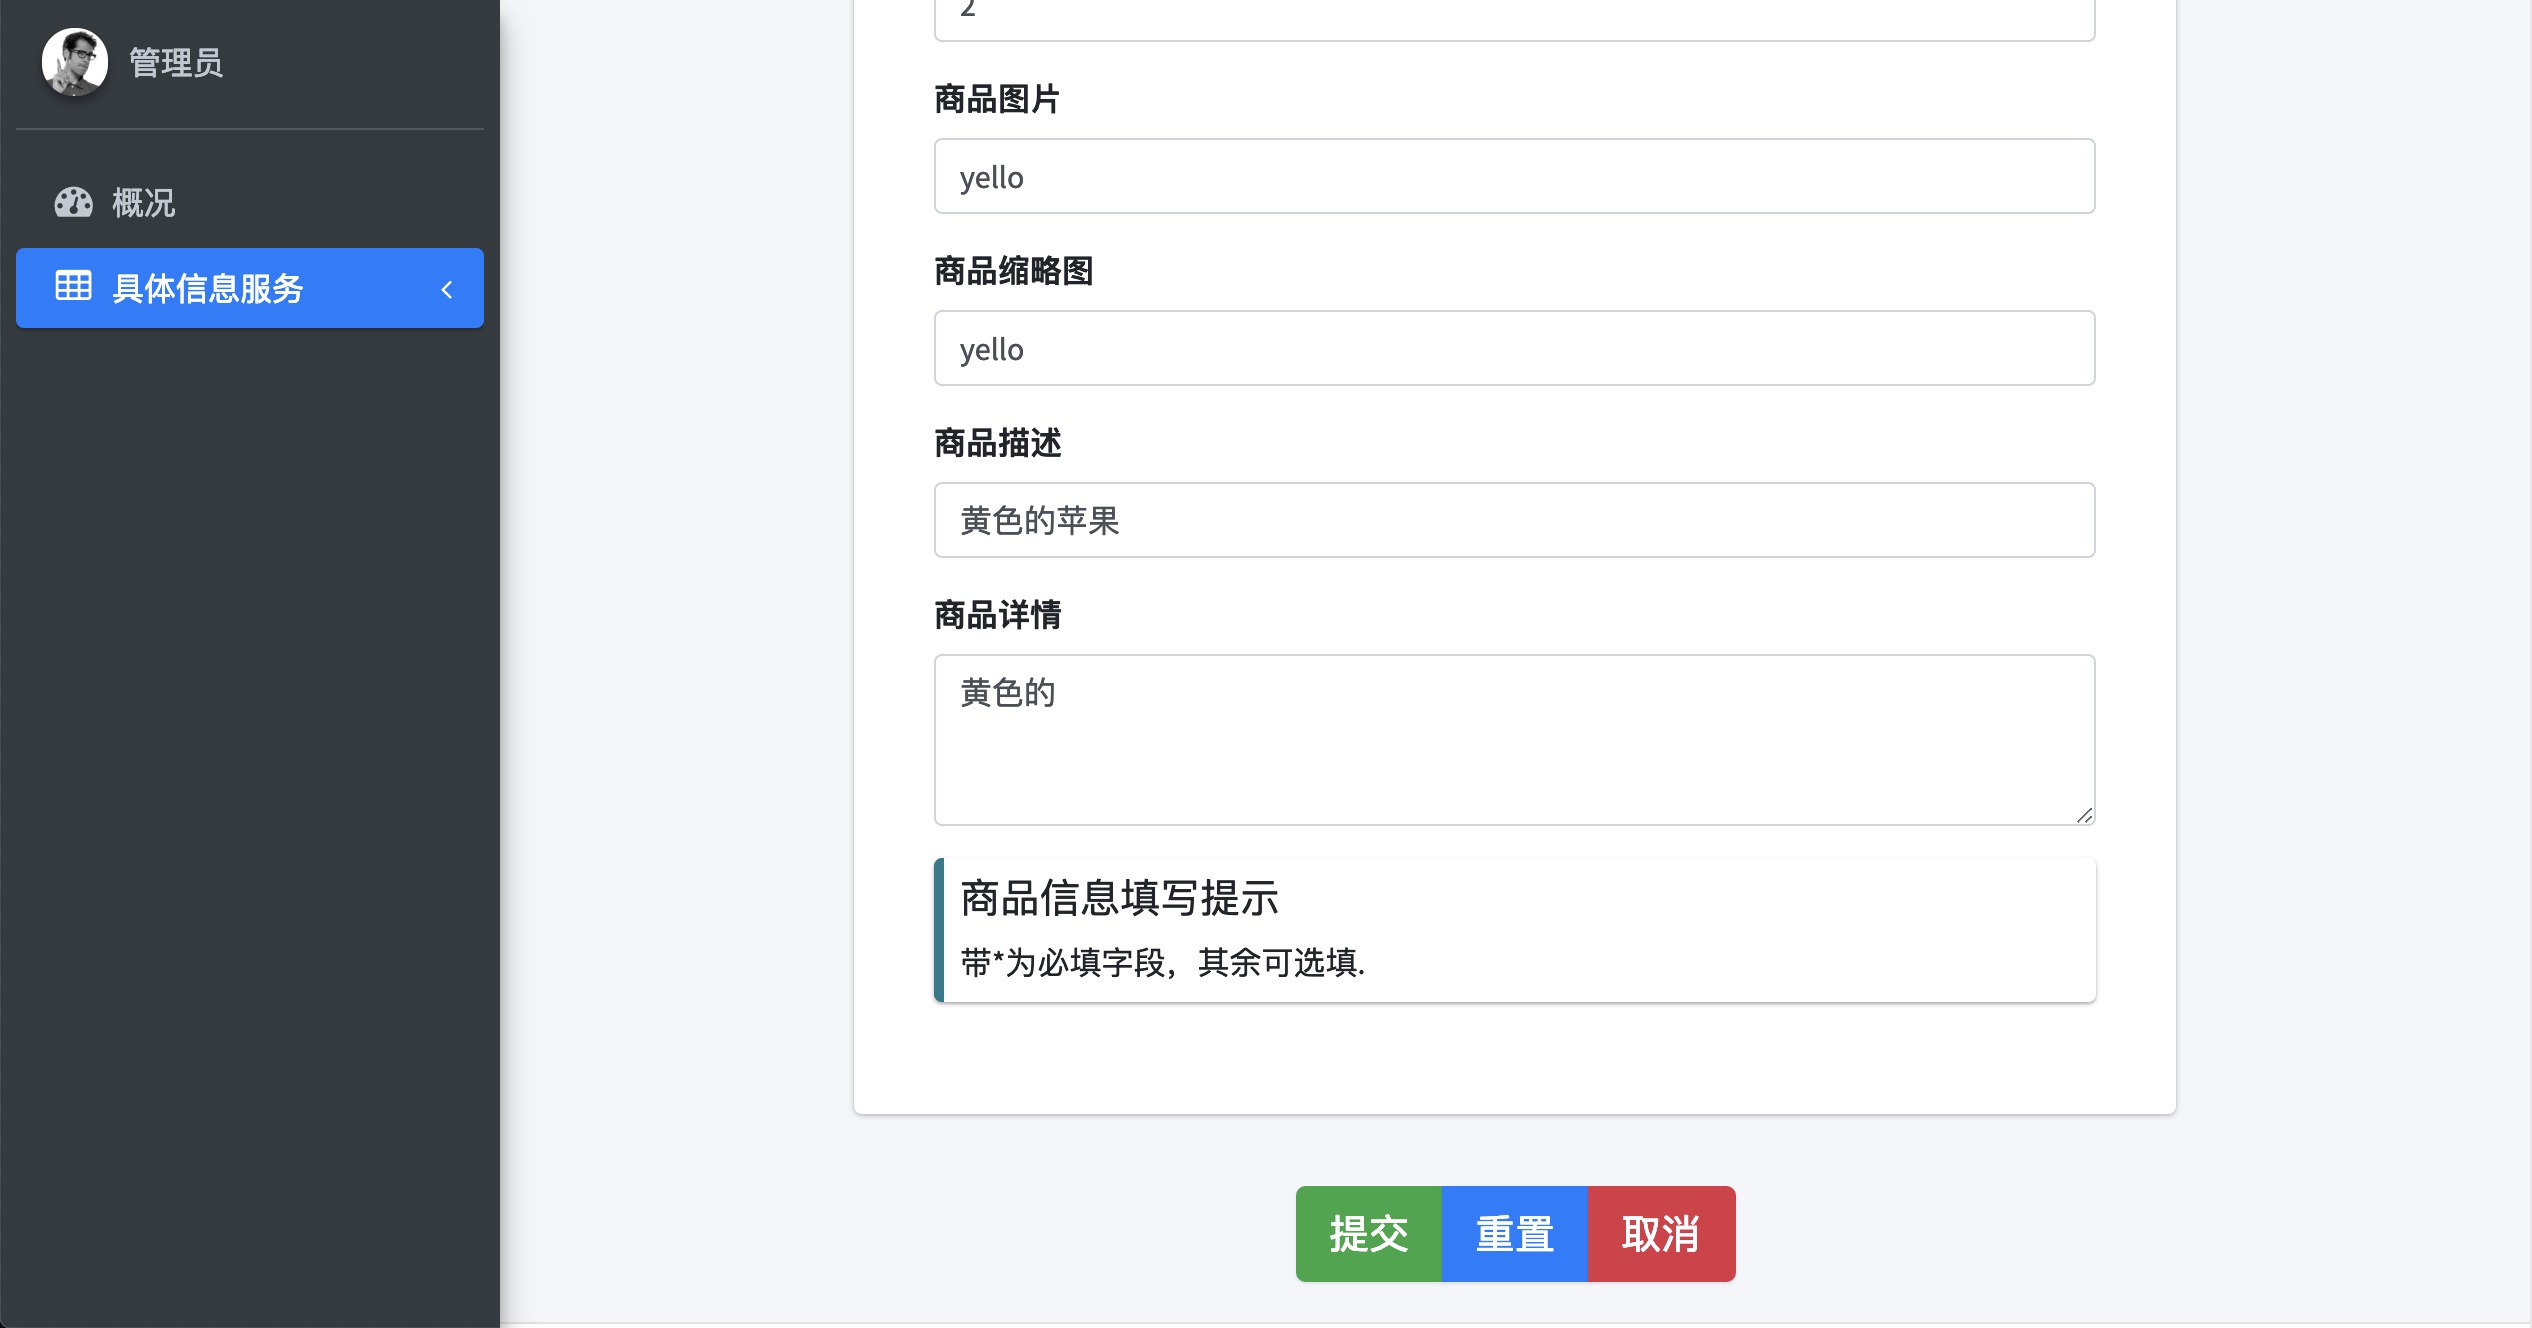 管理员
概况
具体信息服务
2
商品图片
yello
商品缩略图
yello
商品描述
黄色的苹果
商品详情
黄色的
商品信息填写提示
带*为必填字段，其余可选填.
提交
重置
取消